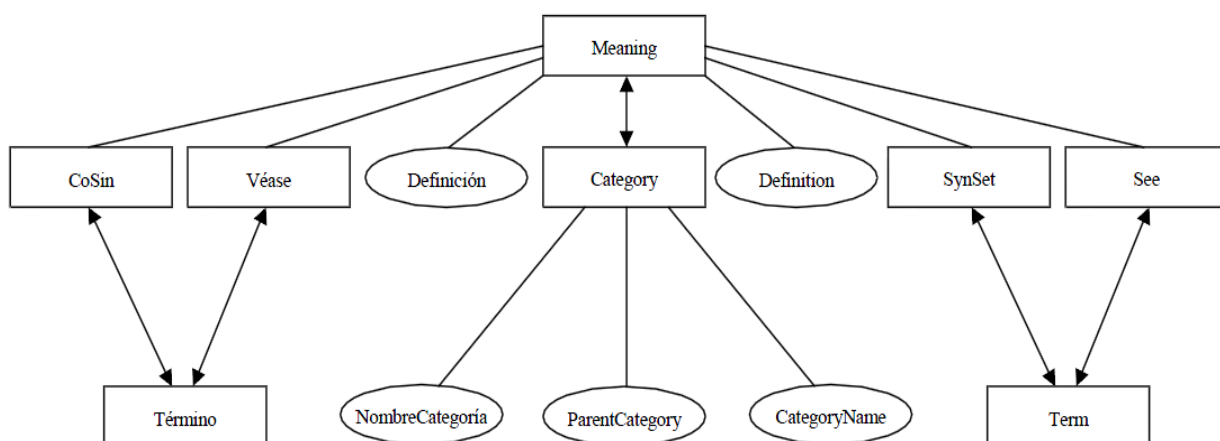 Meaning
CoSin
Véase
Definición
Category
Definition
SynSet
See
Término
NombreCategoría
ParentCategory
CategoryName
Term